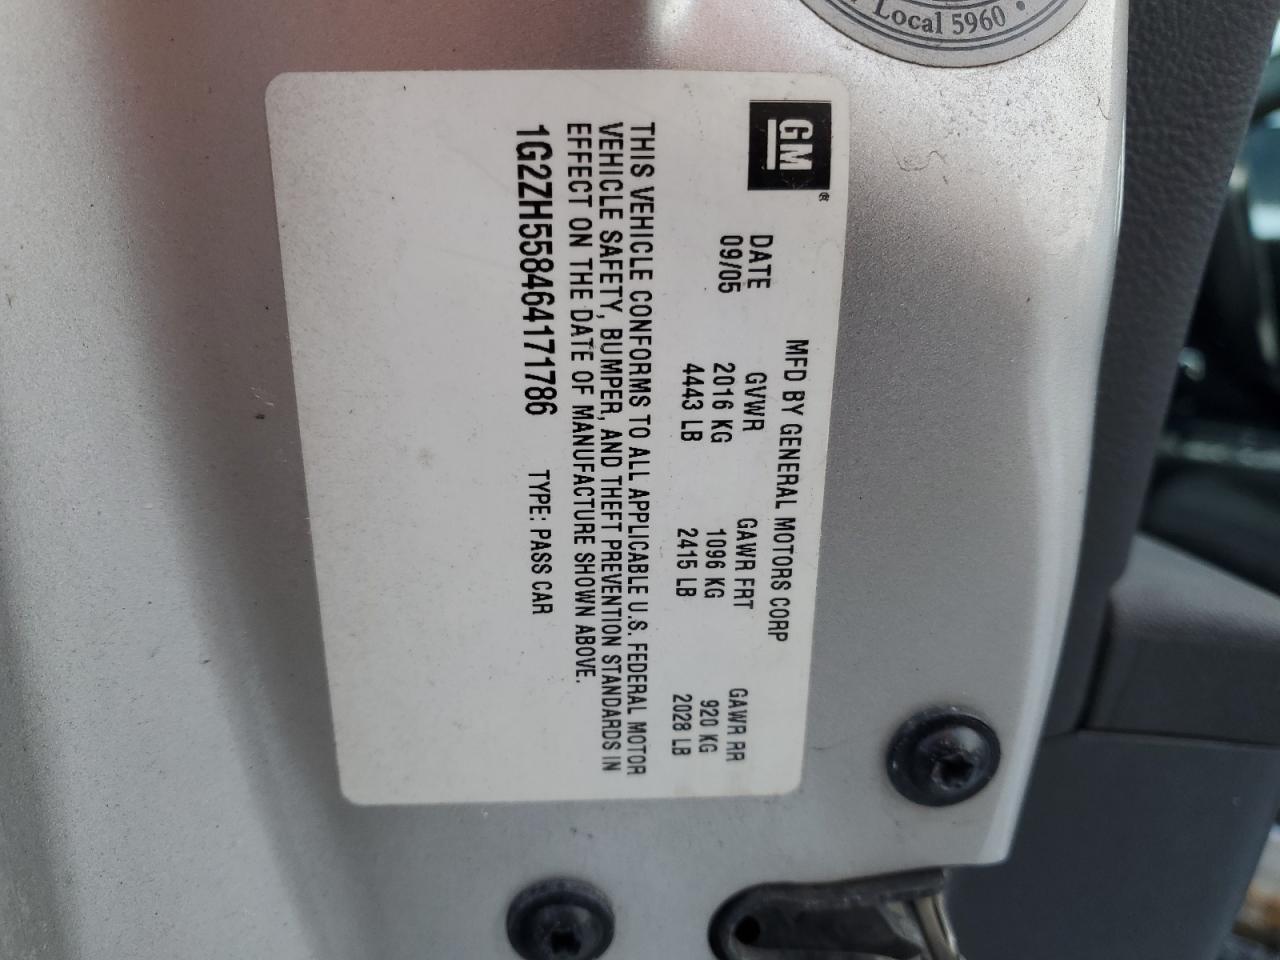 Local 5960
GM
MFD BY GENERAL MOTORS CORP
DATE GVWR GAWR FRT GAWR RR
09/05 2016 KG 1096 KG 920 KG
4443 LB 2415 LB 2028 LB
THIS VEHICLE CONFORMS TO ALL APPLICABLE U.S. FEDERAL MOTOR
VEHICLE SAFETY, BUMPER, AND THEFT PREVENTION STANDARDS IN
EFFECT ON THE DATE OF MANUFACTURE SHOWN ABOVE.
1G2ZH558464171786 TYPE: PASS CAR